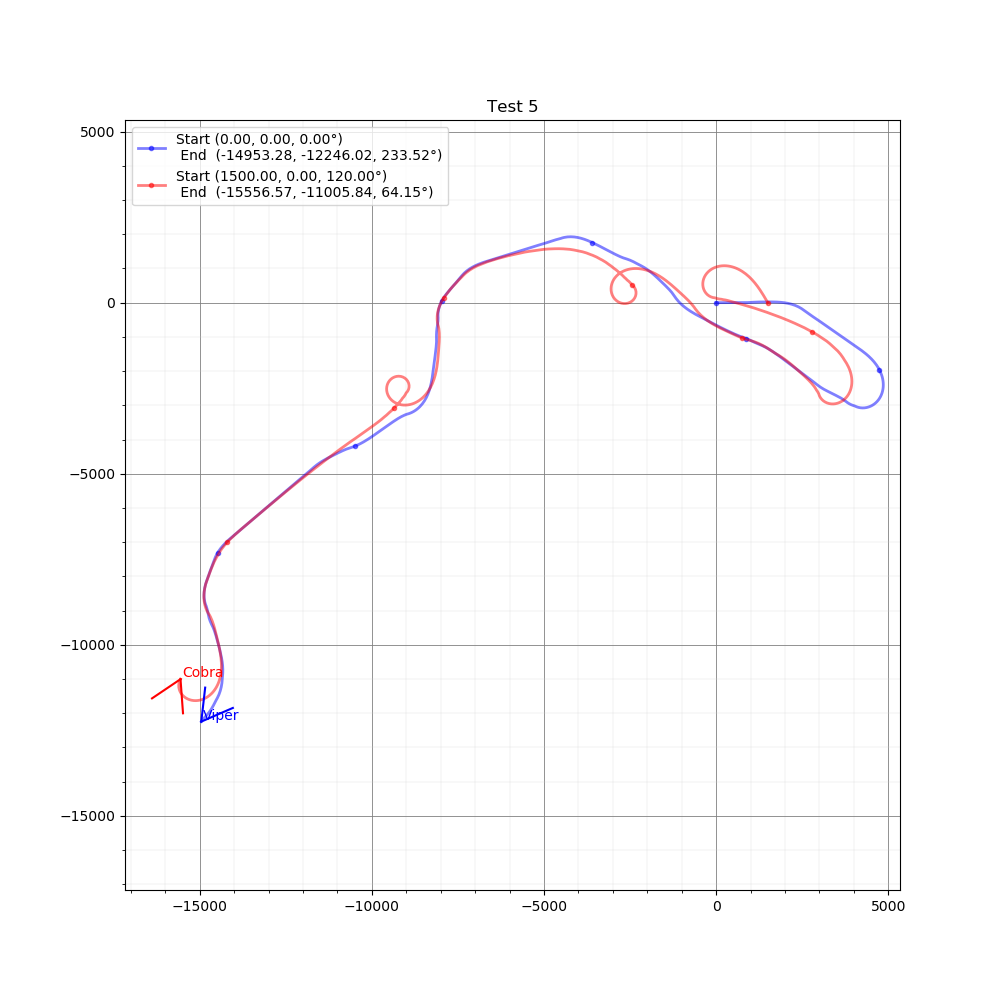 Test 5
Start (0.00, 0.00, 0.00°)
End  (-14953.28, -12246.02, 233.52°)
Start (1500.00, 0.00, 120.00°)
End  (-15556.57, -11005.84, 64.15°)
5000
0
−5000
−10000
−15000
Cobra
Viper
−15000
−10000
−5000
0
5000